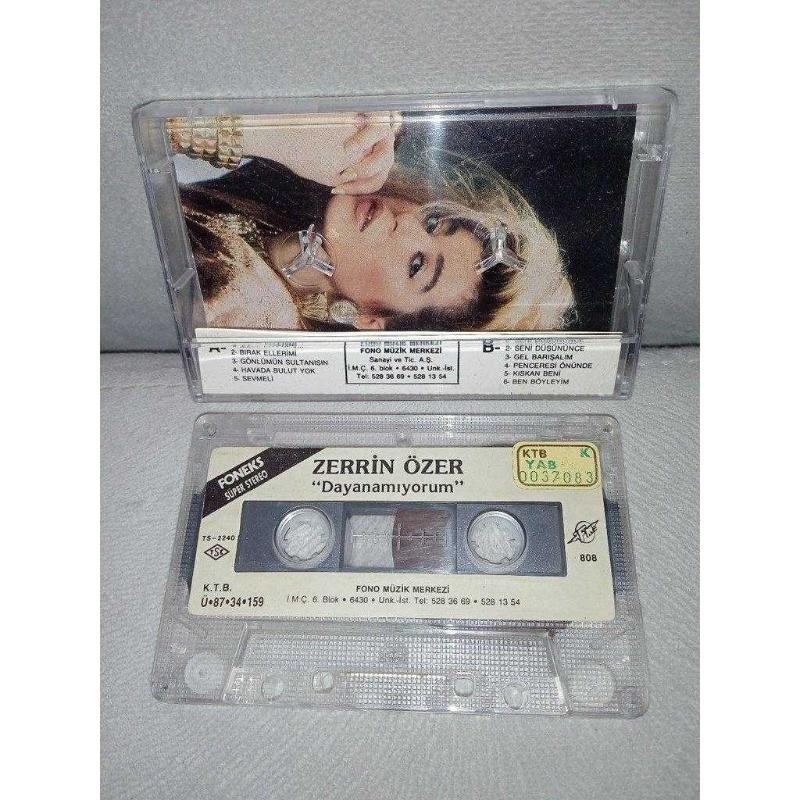 A-
2- BIRAK ELLERİMİ
3- GÖNLÜMÜN SULTANISIN
4- HAVADA BULUT YOK
5- SEVMELİ
FONO MÜZİK MERKEZİ
Sanayi ve Tic. A.Ş.
İ.M.Ç. 6. blok • 6430 • Unk.-İst.
Tel: 528 36 69 • 528 13 54
B-
2- SENİ DÜŞÜNÜNCE
3- GEL BARIŞALIM
4- PENCERESİ ÖNÜNDE
5- KISKAN BENİ
6- BEN BÖYLEYİM
FONEKS
SÜPER STEREO
ZERRİN ÖZER
"Dayanamıyorum"
KTB K
YAB
0037083
TS-2240
TSE
808
K.T.B.
Ü•87•34•159
FONO MÜZİK MERKEZİ
İ.M.Ç. 6. Blok • 6430 • Unk.-İst. Tel: 528 36 69 • 528 13 54